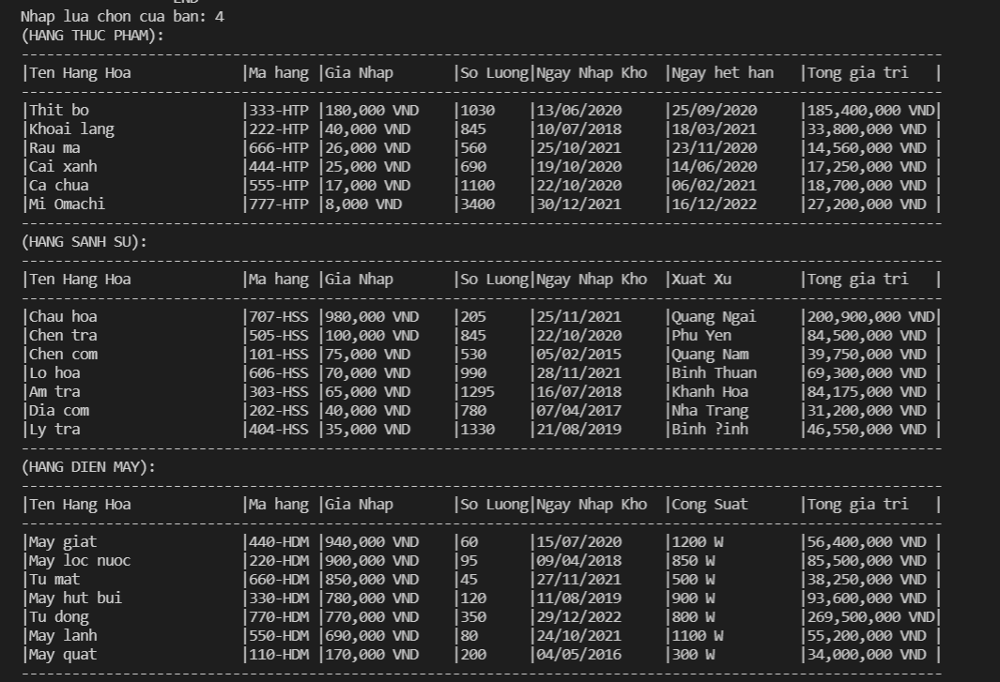 END
Nhap lua chon cua ban: 4
(HANG THUC PHAM):
--------------------------------------------------------------------------------------------------------------
|Ten Hang Hoa |Ma hang |Gia Nhap |So Luong|Ngay Nhap Kho |Ngay het han |Tong gia tri |
--------------------------------------------------------------------------------------------------------------
|Thit bo |333-HTP |180,000 VND |1030 |13/06/2020 |25/09/2020 |185,400,000 VND|
|Khoai lang |222-HTP |40,000 VND |845 |10/07/2018 |18/03/2021 |33,800,000 VND |
|Rau ma |666-HTP |26,000 VND |560 |25/10/2021 |23/11/2020 |14,560,000 VND |
|Cai xanh |444-HTP |25,000 VND |690 |19/10/2020 |14/06/2020 |17,250,000 VND |
|Ca chua |555-HTP |17,000 VND |1100 |22/10/2020 |06/02/2021 |18,700,000 VND |
|Mi Omachi |777-HTP |8,000 VND |3400 |30/12/2021 |16/12/2022 |27,200,000 VND |
--------------------------------------------------------------------------------------------------------------
(HANG SANH SU):
--------------------------------------------------------------------------------------------------------------
|Ten Hang Hoa |Ma hang |Gia Nhap |So Luong|Ngay Nhap Kho |Xuat Xu |Tong gia tri |
--------------------------------------------------------------------------------------------------------------
|Chau hoa |707-HSS |980,000 VND |205 |25/11/2021 |Quang Ngai |200,900,000 VND|
|Chen tra |505-HSS |100,000 VND |845 |22/10/2020 |Phu Yen |84,500,000 VND |
|Chen com |101-HSS |75,000 VND |530 |05/02/2015 |Quang Nam |39,750,000 VND |
|Lo hoa |606-HSS |70,000 VND |990 |28/11/2021 |Binh Thuan |69,300,000 VND |
|Am tra |303-HSS |65,000 VND |1295 |16/07/2018 |Khanh Hoa |84,175,000 VND |
|Dia com |202-HSS |40,000 VND |780 |07/04/2017 |Nha Trang |31,200,000 VND |
|Ly tra |404-HSS |35,000 VND |1330 |21/08/2019 |Binh ?inh |46,550,000 VND |
--------------------------------------------------------------------------------------------------------------
(HANG DIEN MAY):
--------------------------------------------------------------------------------------------------------------
|Ten Hang Hoa |Ma hang |Gia Nhap |So Luong|Ngay Nhap Kho |Cong Suat |Tong gia tri |
--------------------------------------------------------------------------------------------------------------
|May giat |440-HDM |940,000 VND |60 |15/07/2020 |1200 W |56,400,000 VND |
|May loc nuoc |220-HDM |900,000 VND |95 |09/04/2018 |850 W |85,500,000 VND |
|Tu mat |660-HDM |850,000 VND |45 |27/11/2021 |500 W |38,250,000 VND |
|May hut bui |330-HDM |780,000 VND |120 |11/08/2019 |900 W |93,600,000 VND |
|Tu dong |770-HDM |770,000 VND |350 |29/12/2022 |800 W |269,500,000 VND|
|May lanh |550-HDM |690,000 VND |80 |24/10/2021 |1100 W |55,200,000 VND |
|May quat |110-HDM |170,000 VND |200 |04/05/2016 |300 W |34,000,000 VND |
--------------------------------------------------------------------------------------------------------------